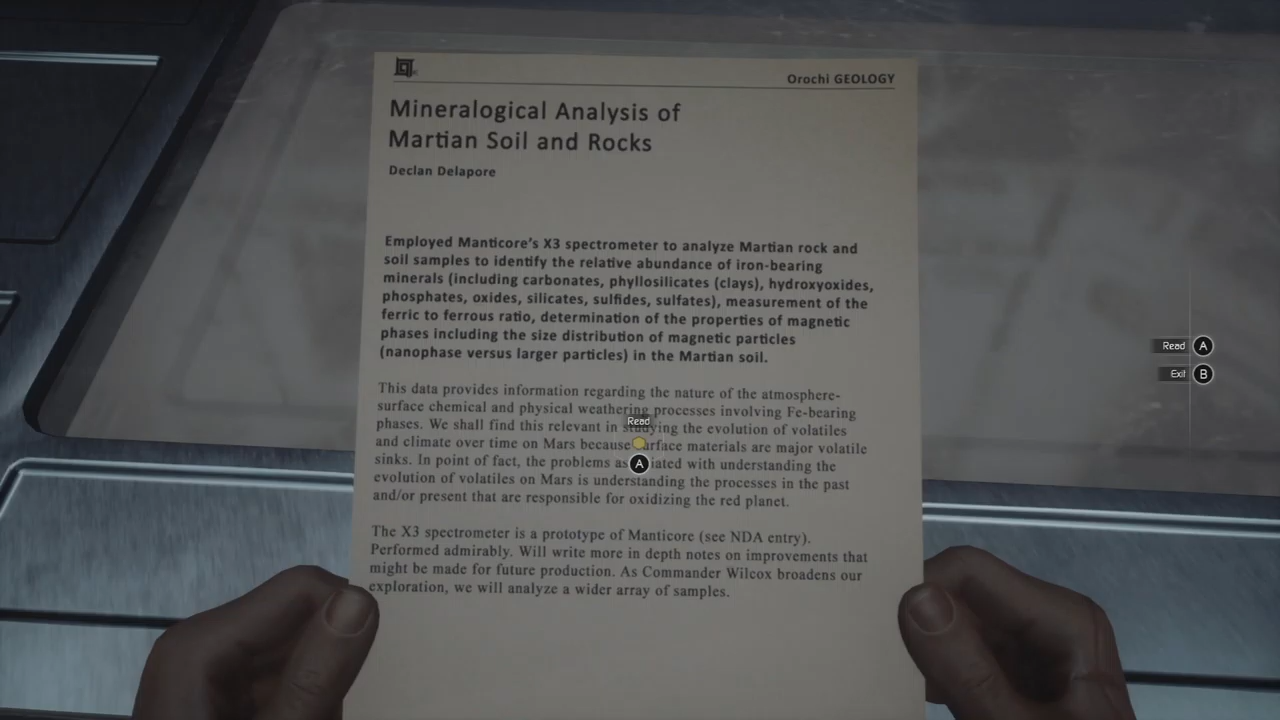 Orochi GEOLOGY
Mineralogical Analysis of
Martian Soil and Rocks
Declan Delapore
Employed Manticore's X3 spectrometer to analyze Martian rock and
soil samples to identify the relative abundance of iron-bearing
minerals (including carbonates, phyllosilicates (clays), hydroxyoxides,
phosphates, oxides, silicates, sulfides, sulfates), measurement of the
ferric to ferrous ratio, determination of the properties of magnetic
phases including the size distribution of magnetic particles
(nanophase versus larger particles) in the Martian soil.
This data provides information regarding the nature of the atmosphere-
surface chemical and physical weathering processes involving Fe-bearing
phases. We shall find this relevant in studying the evolution of volatiles
and climate over time on Mars because surface materials are major volatile
sinks. In point of fact, the problems associated with understanding the
evolution of volatiles on Mars is understanding the processes in the past
and/or present that are responsible for oxidizing the red planet.
The X3 spectrometer is a prototype of Manticore (see NDA entry).
Performed admirably. Will write more in depth notes on improvements that
might be made for future production. As Commander Wilcox broadens our
exploration, we will analyze a wider array of samples.
Read
A
Read A
Exit B